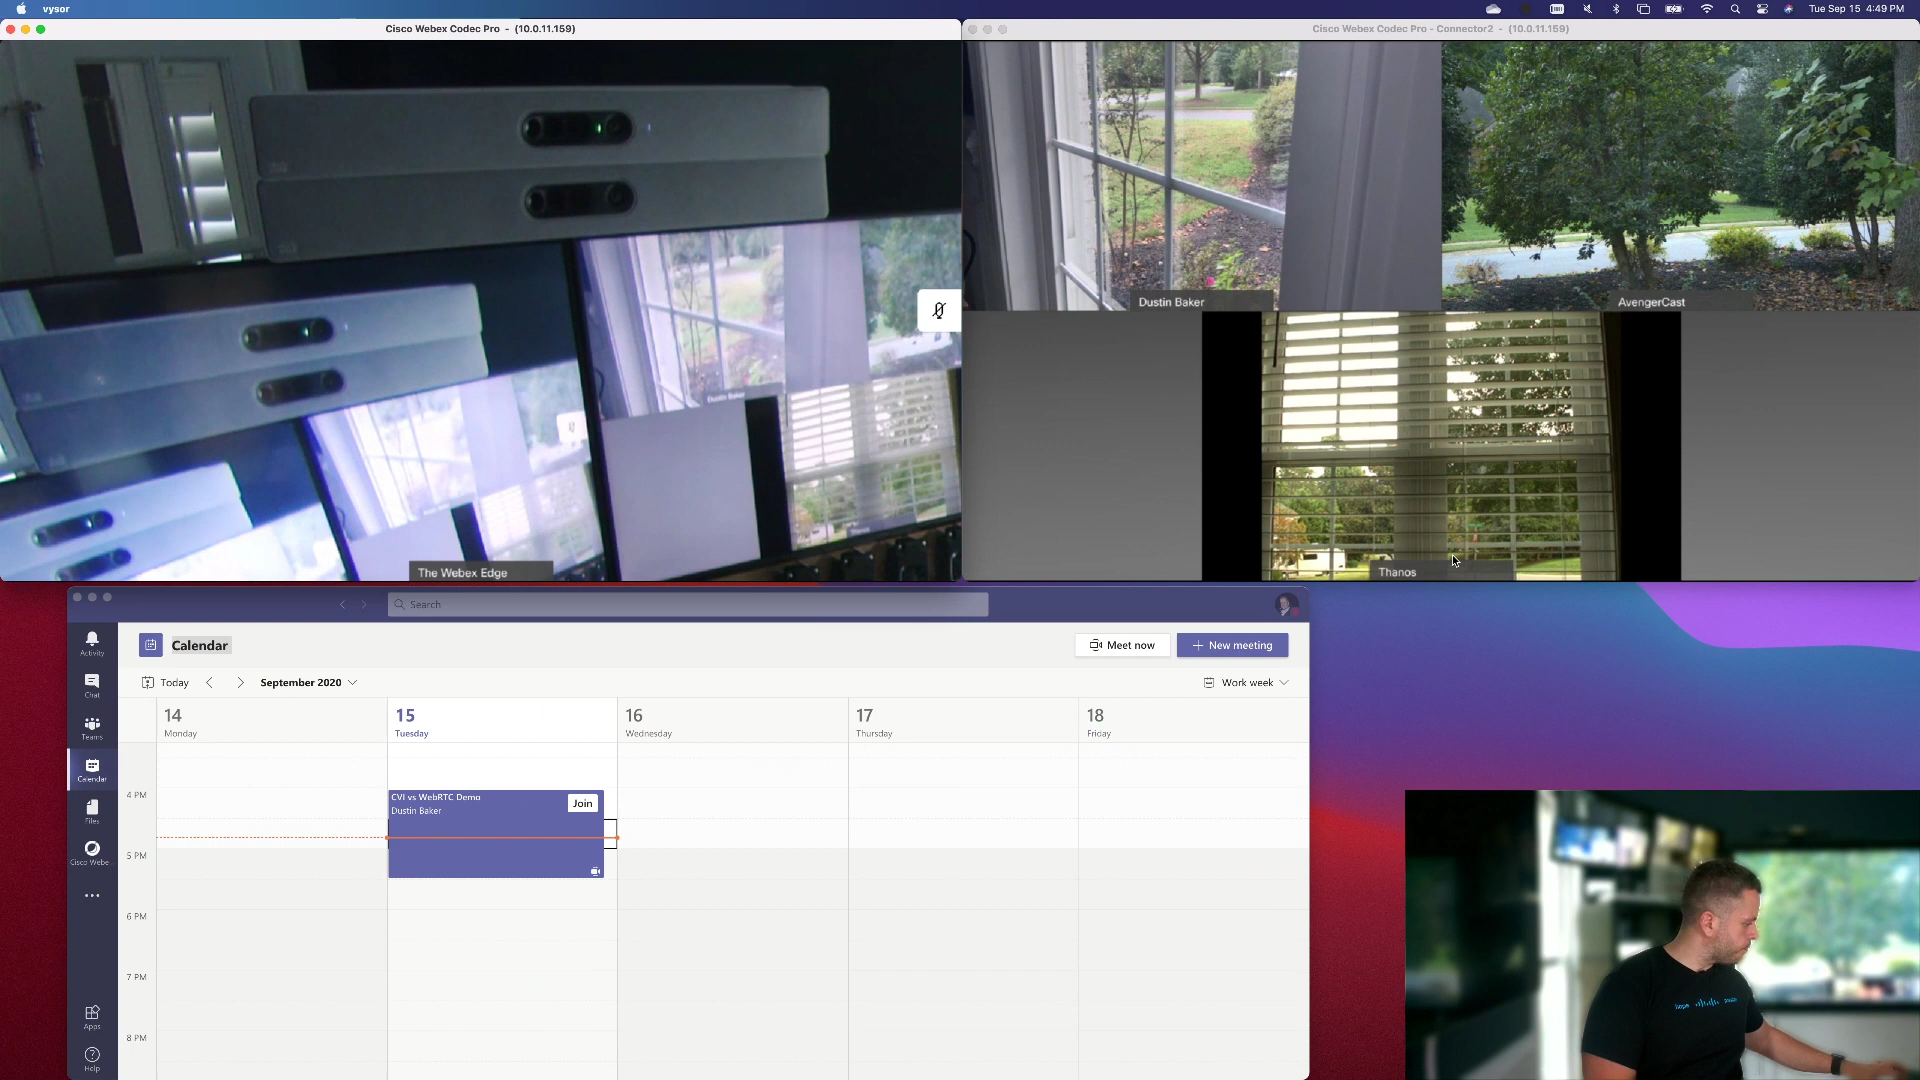 vysor
Tue Sep 15 4:49 PM
Cisco Webex Codec Pro - (10.0.11.159)
Cisco Webex Codec Pro - Connector2 - (10.0.11.159)
Dustin Baker
AvengerCast
Dustin Baker
The Webex Edge
Thanos
Search
Activity
Chat
Teams
Calendar
Files
Cisco Webe
Apps
Help
Calendar
Meet now
New meeting
Today
September 2020
Work week
14
Monday
15
Tuesday
16
Wednesday
17
Thursday
18
Friday
4 PM
5 PM
6 PM
7 PM
8 PM
CVI vs WebRTC Demo
Join
Dustin Baker
hope